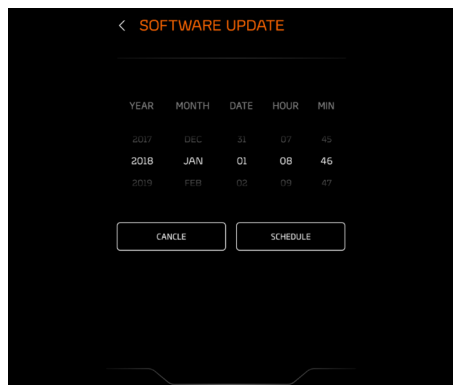 SOFTWARE UPDATE
YEAR MONTH DATE HOUR MIN
2017 DEC 31 07 45
2018 JAN 01 08 46
2019 FEB 02 09 47
CANCLE SCHEDULE